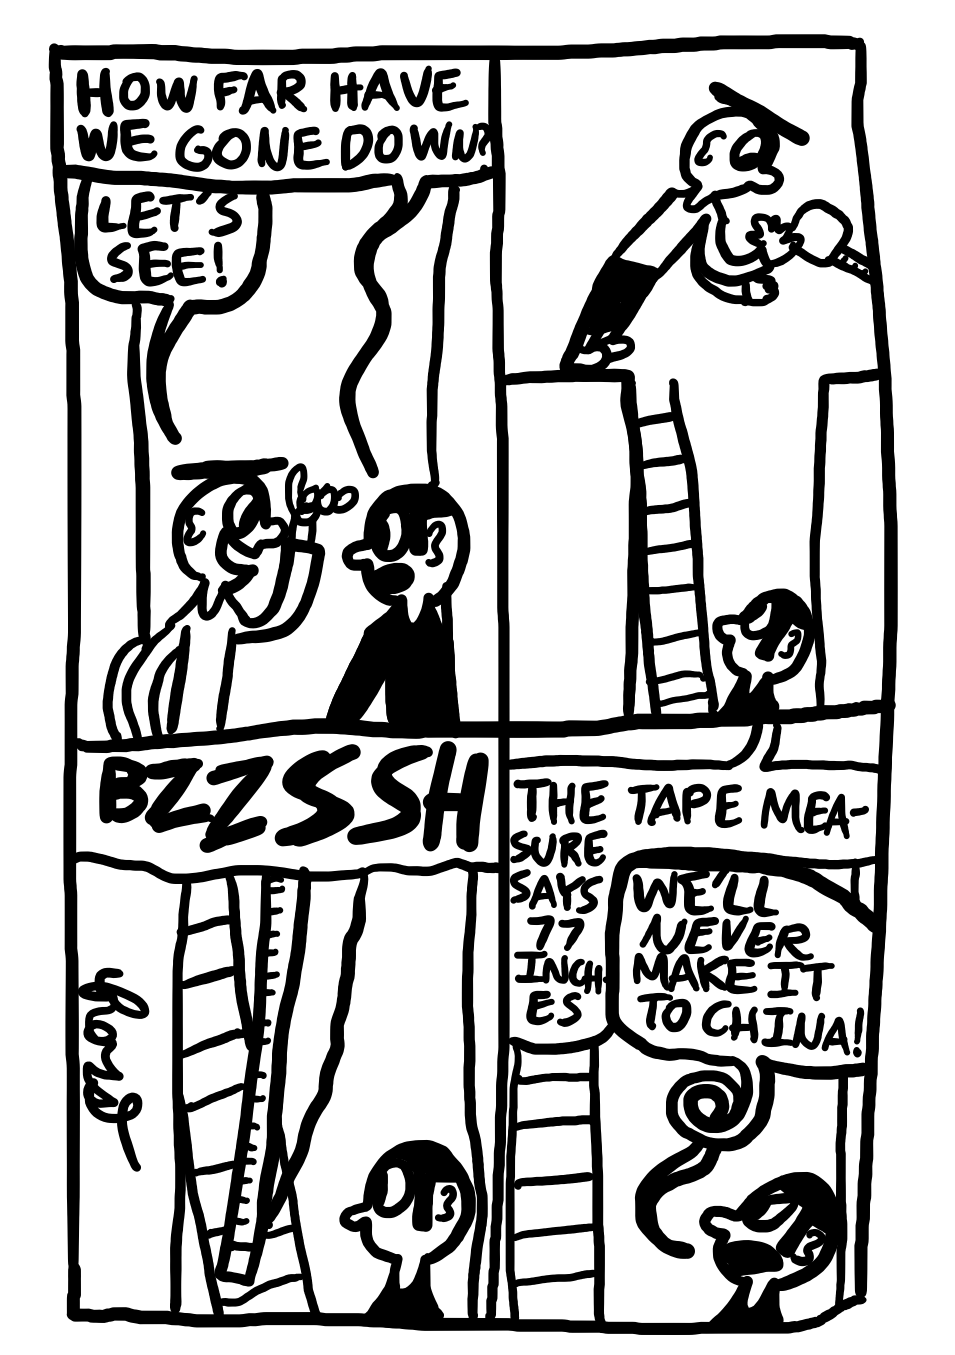 HOW FAR HAVE
WE GONE DOWN?
LET'S
SEE!
BZZSSH
THE TAPE MEA-
SURE
SAYS
77
INCH-
ES
WE'LL
NEVER
MAKE IT
TO CHINA!